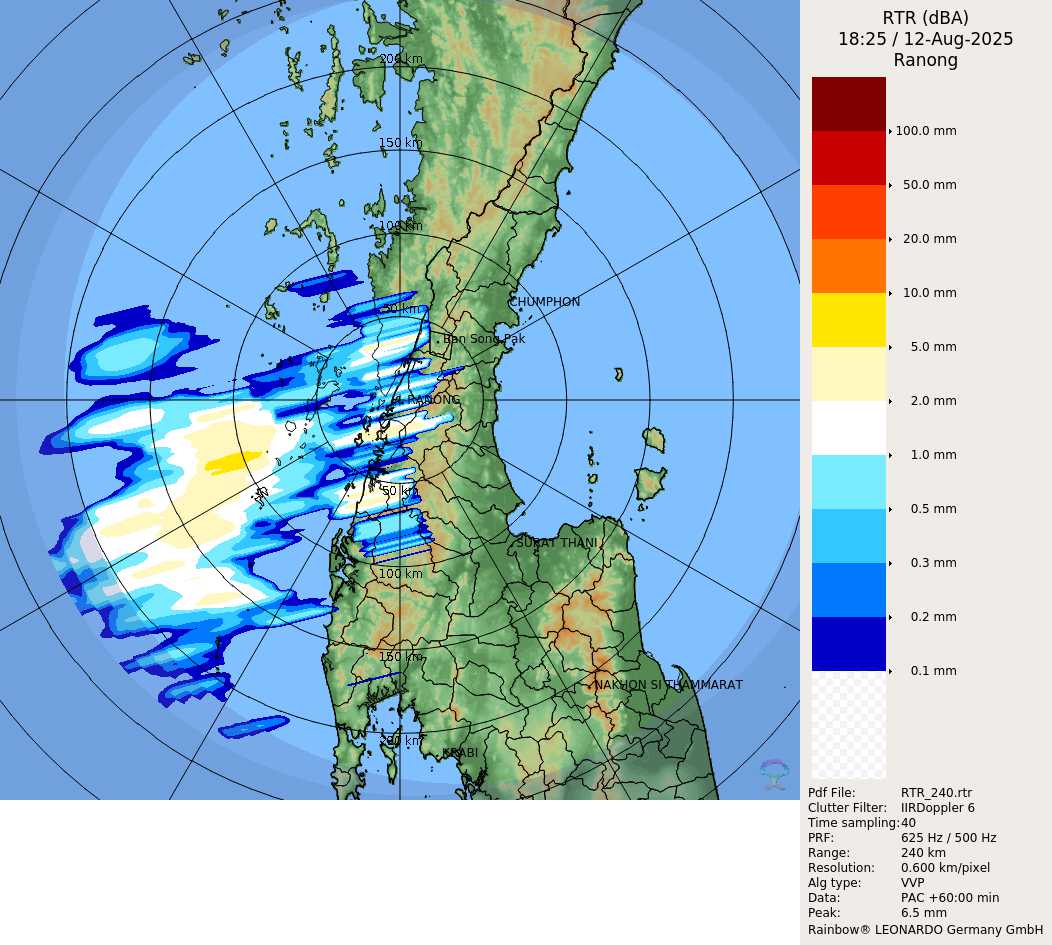 RTR (dBA)
18:25 / 12-Aug-2025
Ranong
200 km
150 km
100 km
50 km
CHUMPHON
Ban Song Pak
RANONG
50 km
SURAT THANI
100 km
150 km
NAKHON SI THAMMARAT
200 km
KRABI
100.0 mm
50.0 mm
20.0 mm
10.0 mm
5.0 mm
2.0 mm
1.0 mm
0.5 mm
0.3 mm
0.2 mm
0.1 mm
Pdf File: RTR_240.rtr
Clutter Filter: IIRDoppler 6
Time sampling:40
PRF: 625 Hz / 500 Hz
Range: 240 km
Resolution: 0.600 km/pixel
Alg type: VVP
Data: PAC +60:00 min
Peak: 6.5 mm
Rainbow® LEONARDO Germany GmbH